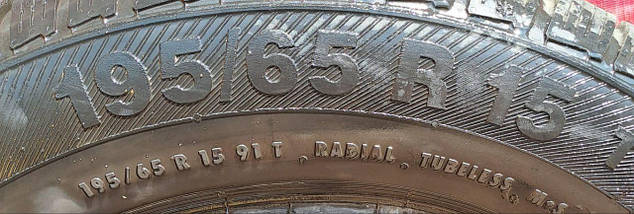 195/65 R 15 T
195/65 R 15 91 T RADIAL TUBELESS M+S